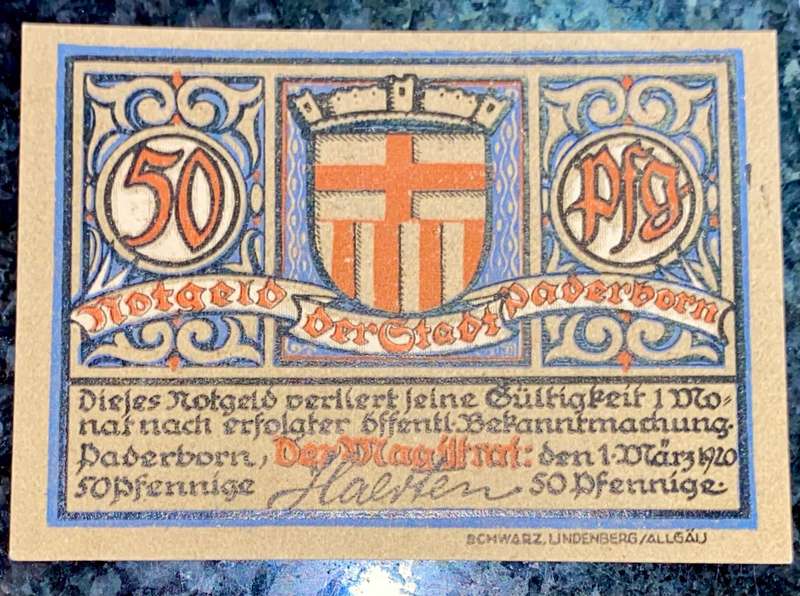 50
Pfg
Notgeld der Stadt Paderborn
Dieses Notgeld verliert seine Gültigkeit 1 Mo=
nat nach erfolgter öffentl. Bekanntmachung.
Paderborn, Der Magistrat: den 1. März 1920
50 Pfennige Haerten 50 Pfennige.
SCHWARZ, LINDENBERG/ALLGÄU